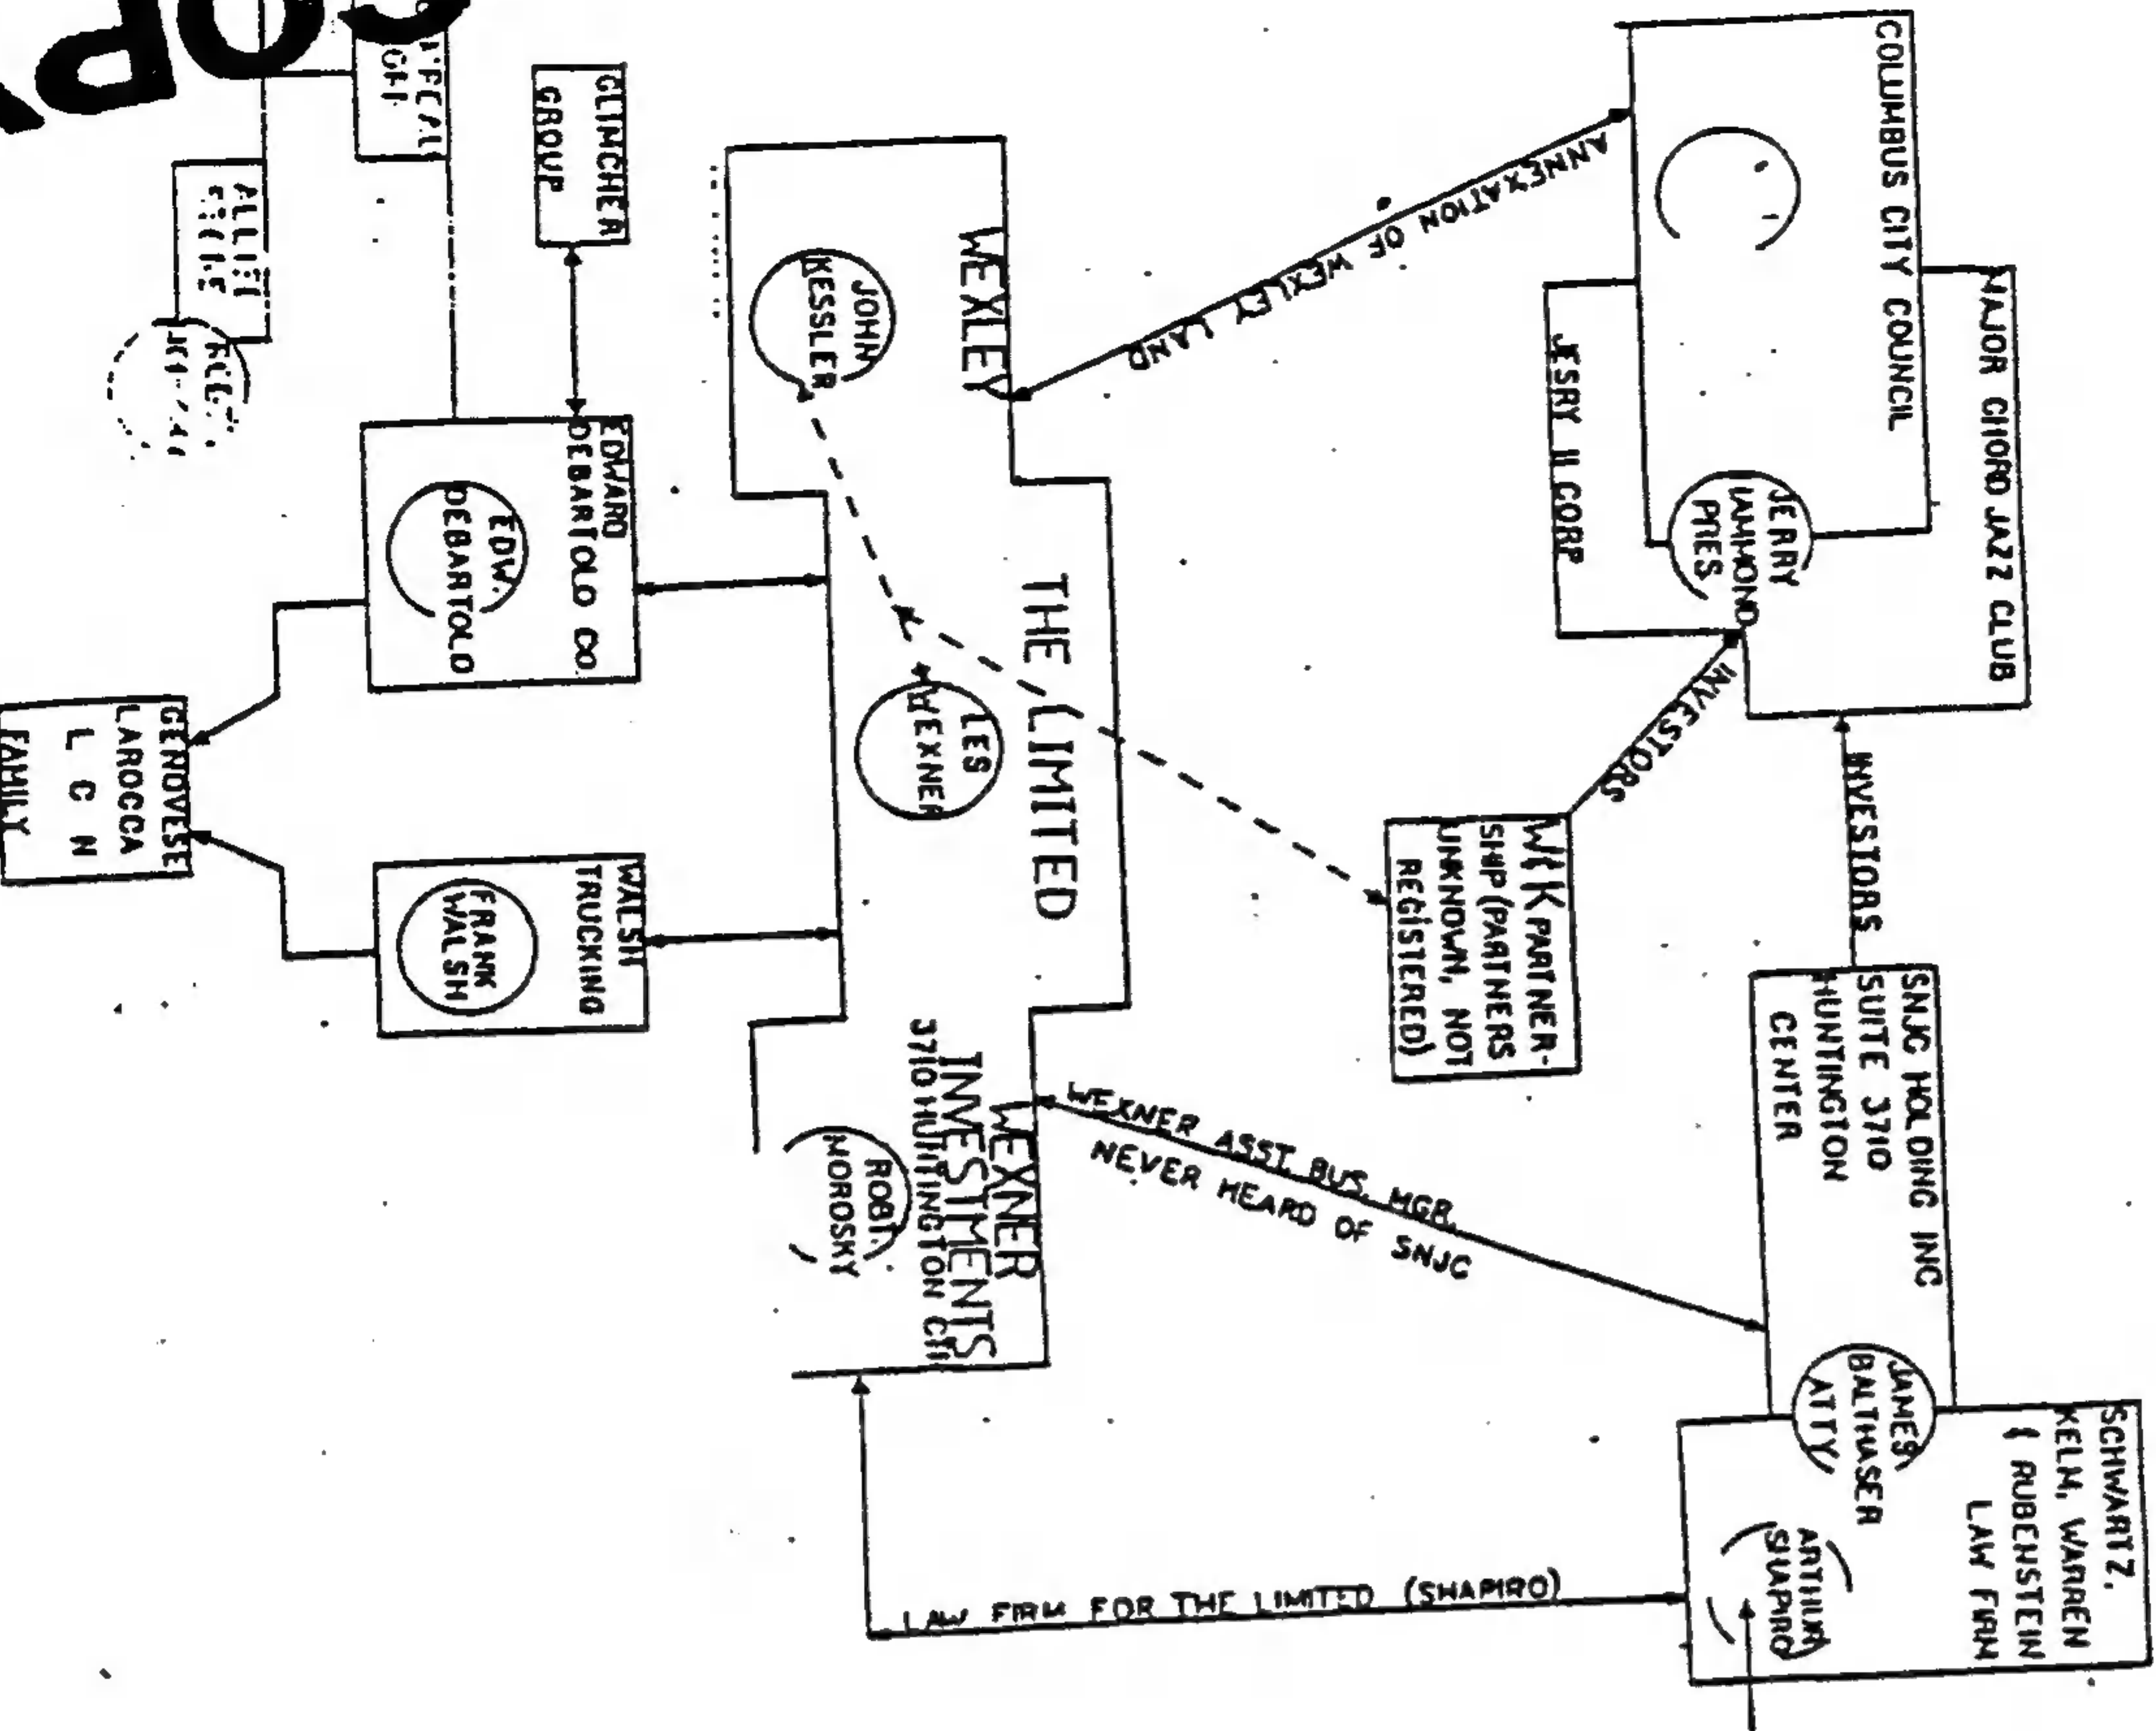 COPY
MAJOR CHORD JAZZ CLUB
COLUMBUS CITY COUNCIL
JERRY
HAMMOND
PRES
JESRY II CORP
INVESTORS
SNJC HOLDING INC
SUITE 3710
HUNTINGTON
CENTER
SCHWARTZ,
KELM, WARREN
& RUBENSTEIN
LAW FIRM
JAMES
BALTHASER
ATTY
ARTHUR
SHAPIRO
INVESTORS
W&K PARTNER-
SHIP (PARTNERS
UNKNOWN, NOT
REGISTERED)
ANNEXATION OF WEXLEY LAND
WEXNER ASST. BUS. MGR.
NEVER HEARD OF SNJC
LAW FIRM FOR THE LIMITED (SHAPIRO)
WEXLEY
JOHN
KESSLER
THE LIMITED
LES
WEXNER
WEXNER
INVESTMENTS
3710 HUNTINGTON CTR
ROBT.
MOROSKY
GLIMCHER
GROUP
EDWARD
DEBARTOLO CO.
EDW.
DEBARTOLO
WALSH
TRUCKING
FRANK
WALSH
GENOVESE
LAROCCA
L C N
FAMILY